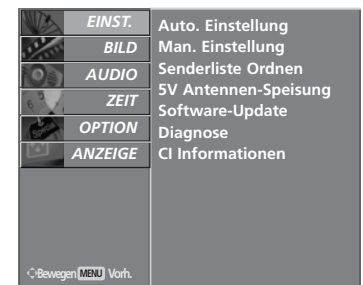 EINST.
BILD
AUDIO
ZEIT
OPTION
ANZEIGE
Auto. Einstellung
Man. Einstellung
Senderliste Ordnen
5V Antennen-Speisung
Software-Update
Diagnose
CI Informationen
Bewegen MENU Vorh.